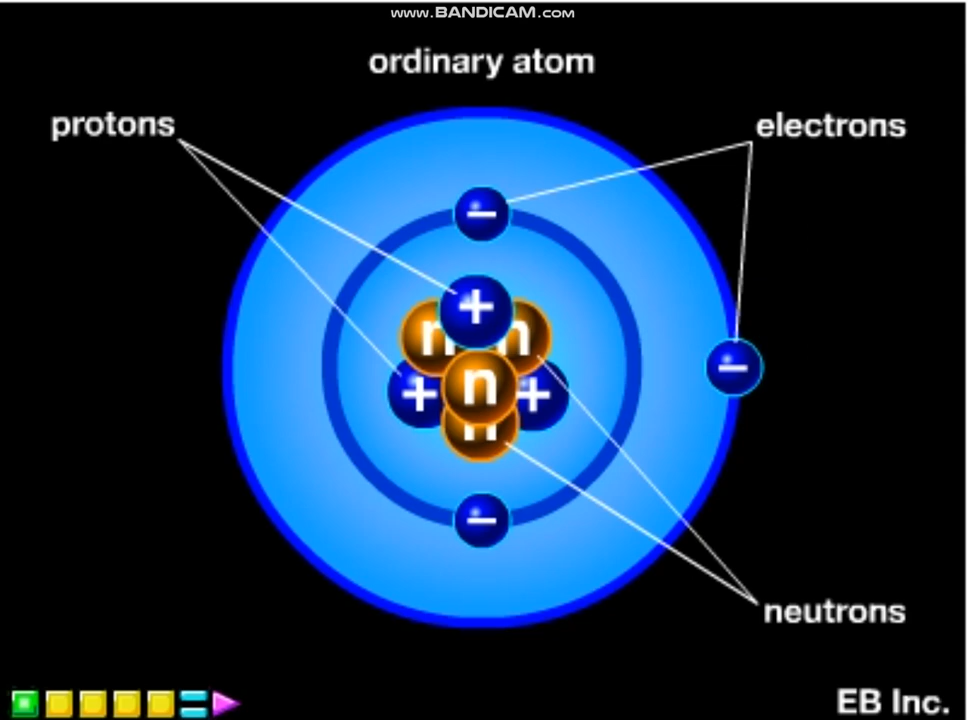 www.BANDICAM.com
ordinary atom
protons
electrons
−
+
n n
−
n
+ +
n
−
neutrons
EB Inc.